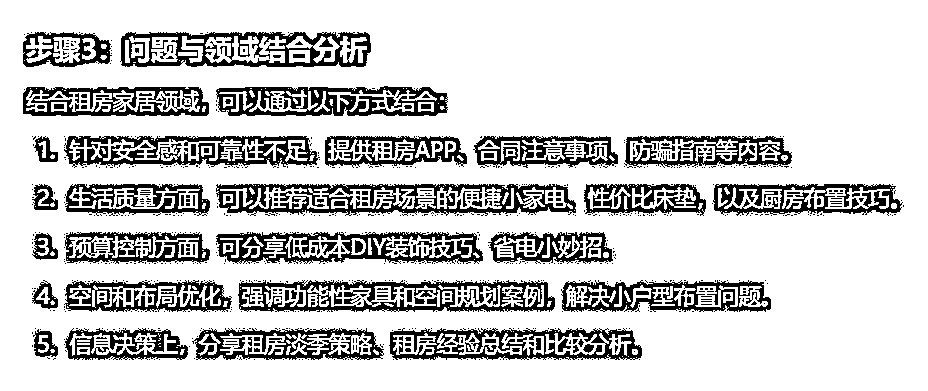 步骤3：问题与领域结合分析
结合租房家居领域，可以通过以下方式结合：
1. 针对安全感和可靠性不足，提供租房APP、合同注意事项、防骗指南等内容。
2. 生活质量方面，可以推荐适合租房场景的便捷小家电、性价比床垫，以及厨房布置技巧。
3. 预算控制方面，可分享低成本DIY装饰技巧、省电小妙招。
4. 空间和布局优化，强调功能性家具和空间规划案例，解决小户型布置问题。
5. 信息决策上，分享租房淡季策略、租房经验总结和比较分析。